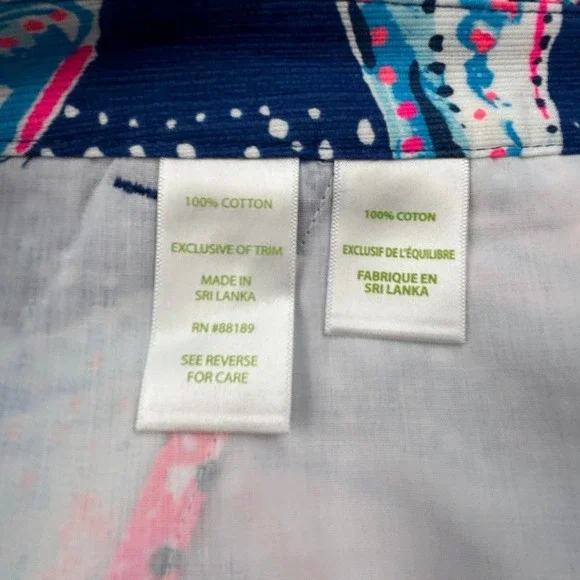 100% COTTON
EXCLUSIVE OF TRIM
MADE IN
SRI LANKA
RN #88189
SEE REVERSE
FOR CARE
100% COTON
EXCLUSIF DE L'ÉQUILIBRE
FABRIQUE EN
SRI LANKA